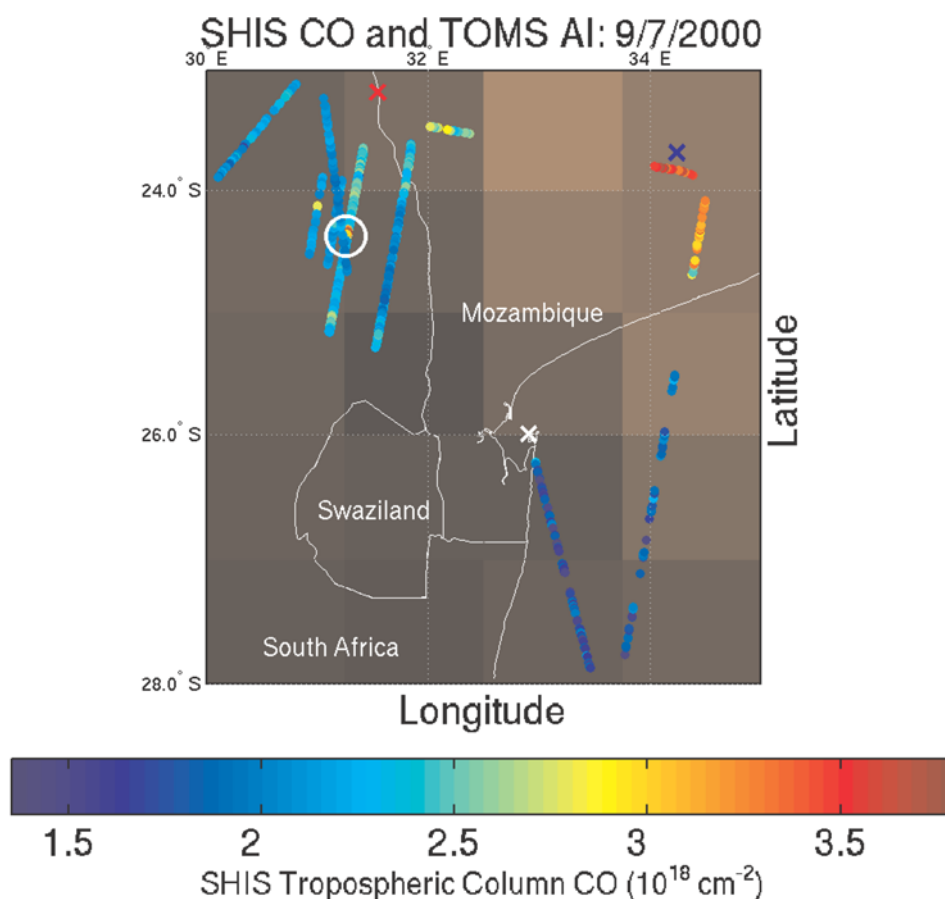 SHIS CO and TOMS AI: 9/7/2000
30° E 32° E 34° E
24.0° S
Mozambique
Latitude
26.0° S
Swaziland
South Africa
28.0° S
Longitude
1.5 2 2.5 3 3.5
SHIS Tropospheric Column CO (10¹⁸ cm⁻²)